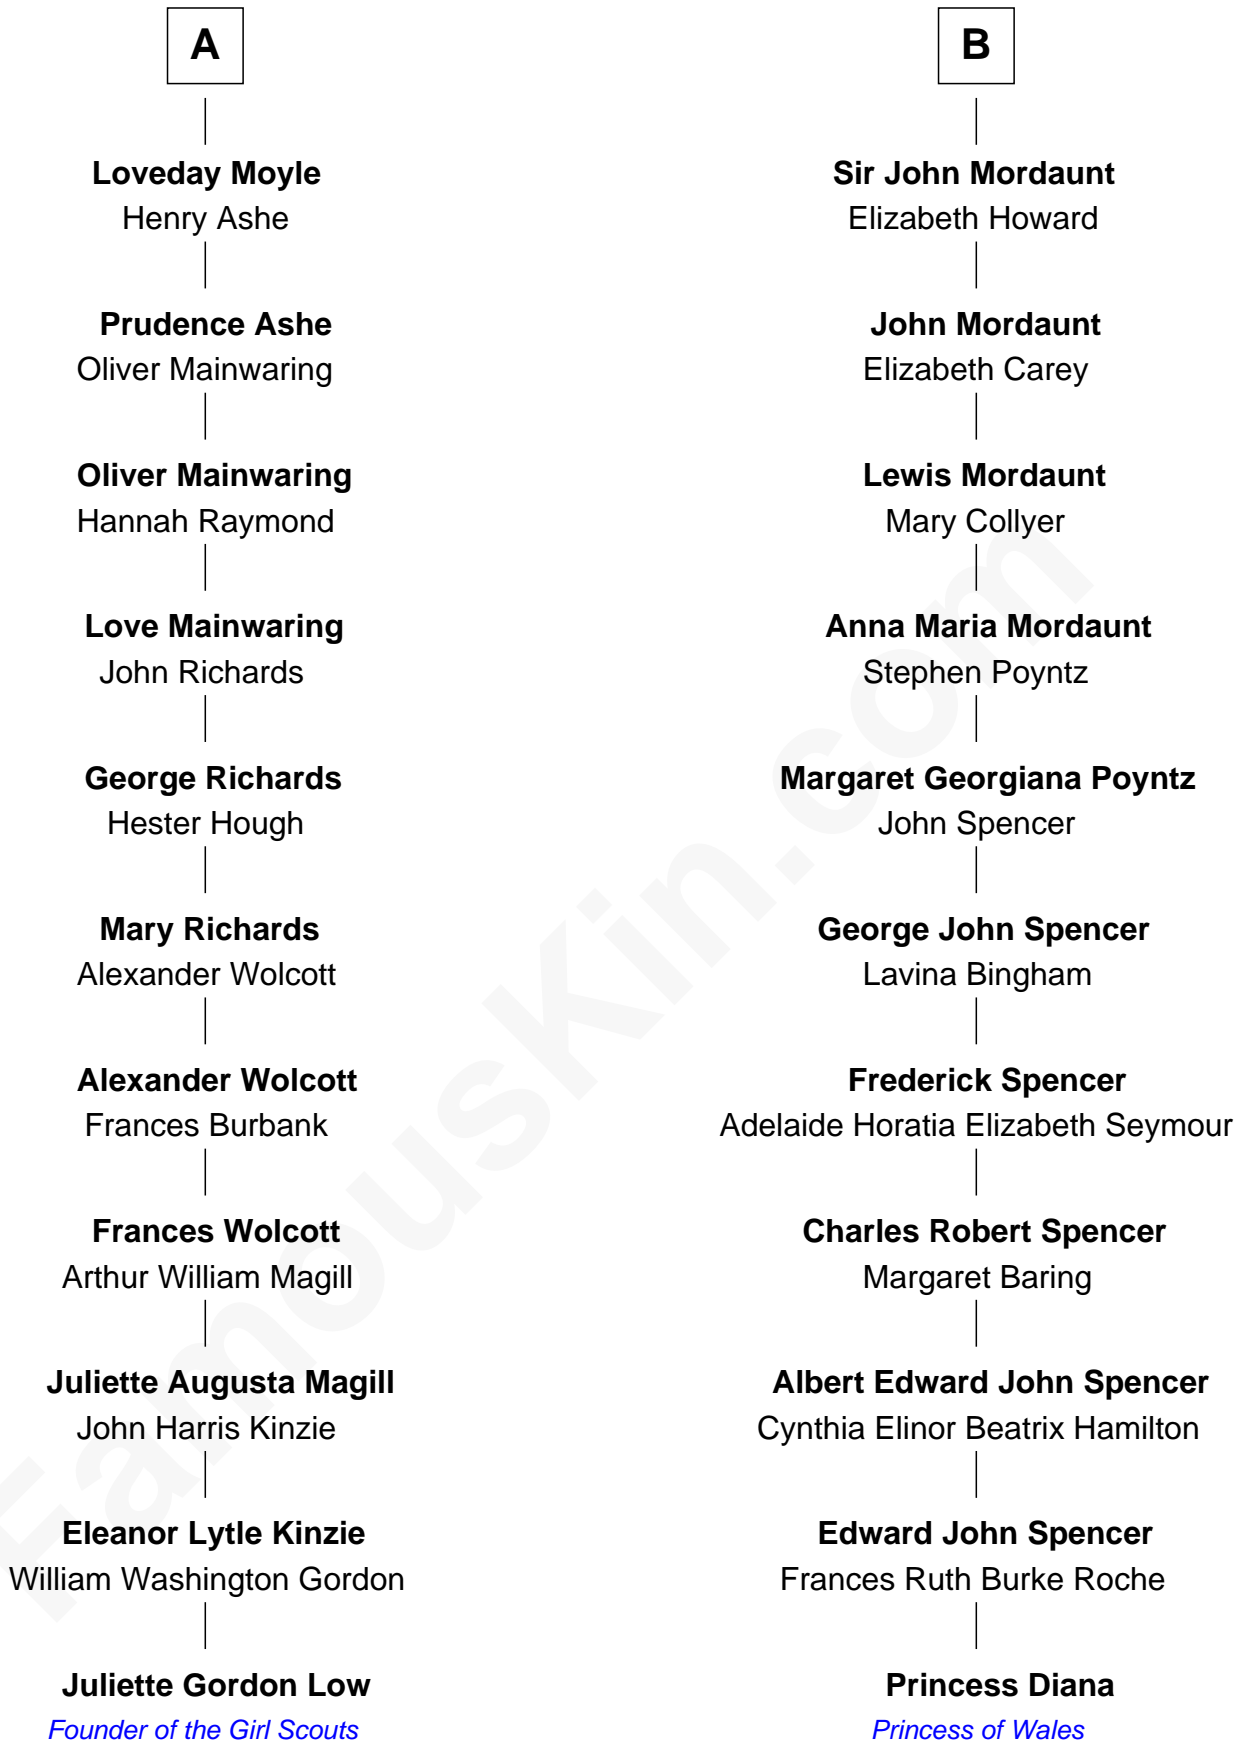 A
Loveday Moyle
Henry Ashe
Prudence Ashe
Oliver Mainwaring
Oliver Mainwaring
Hannah Raymond
Love Mainwaring
John Richards
George Richards
Hester Hough
Mary Richards
Alexander Wolcott
Alexander Wolcott
Frances Burbank
Frances Wolcott
Arthur William Magill
Juliette Augusta Magill
John Harris Kinzie
Eleanor Lytle Kinzie
William Washington Gordon
Juliette Gordon Low
Founder of the Girl Scouts
B
Sir John Mordaunt
Elizabeth Howard
John Mordaunt
Elizabeth Carey
Lewis Mordaunt
Mary Collyer
Anna Maria Mordaunt
Stephen Poyntz
Margaret Georgiana Poyntz
John Spencer
George John Spencer
Lavina Bingham
Frederick Spencer
Adelaide Horatia Elizabeth Seymour
Charles Robert Spencer
Margaret Baring
Albert Edward John Spencer
Cynthia Elinor Beatrix Hamilton
Edward John Spencer
Frances Ruth Burke Roche
Princess Diana
Princess of Wales
FamousKin.com